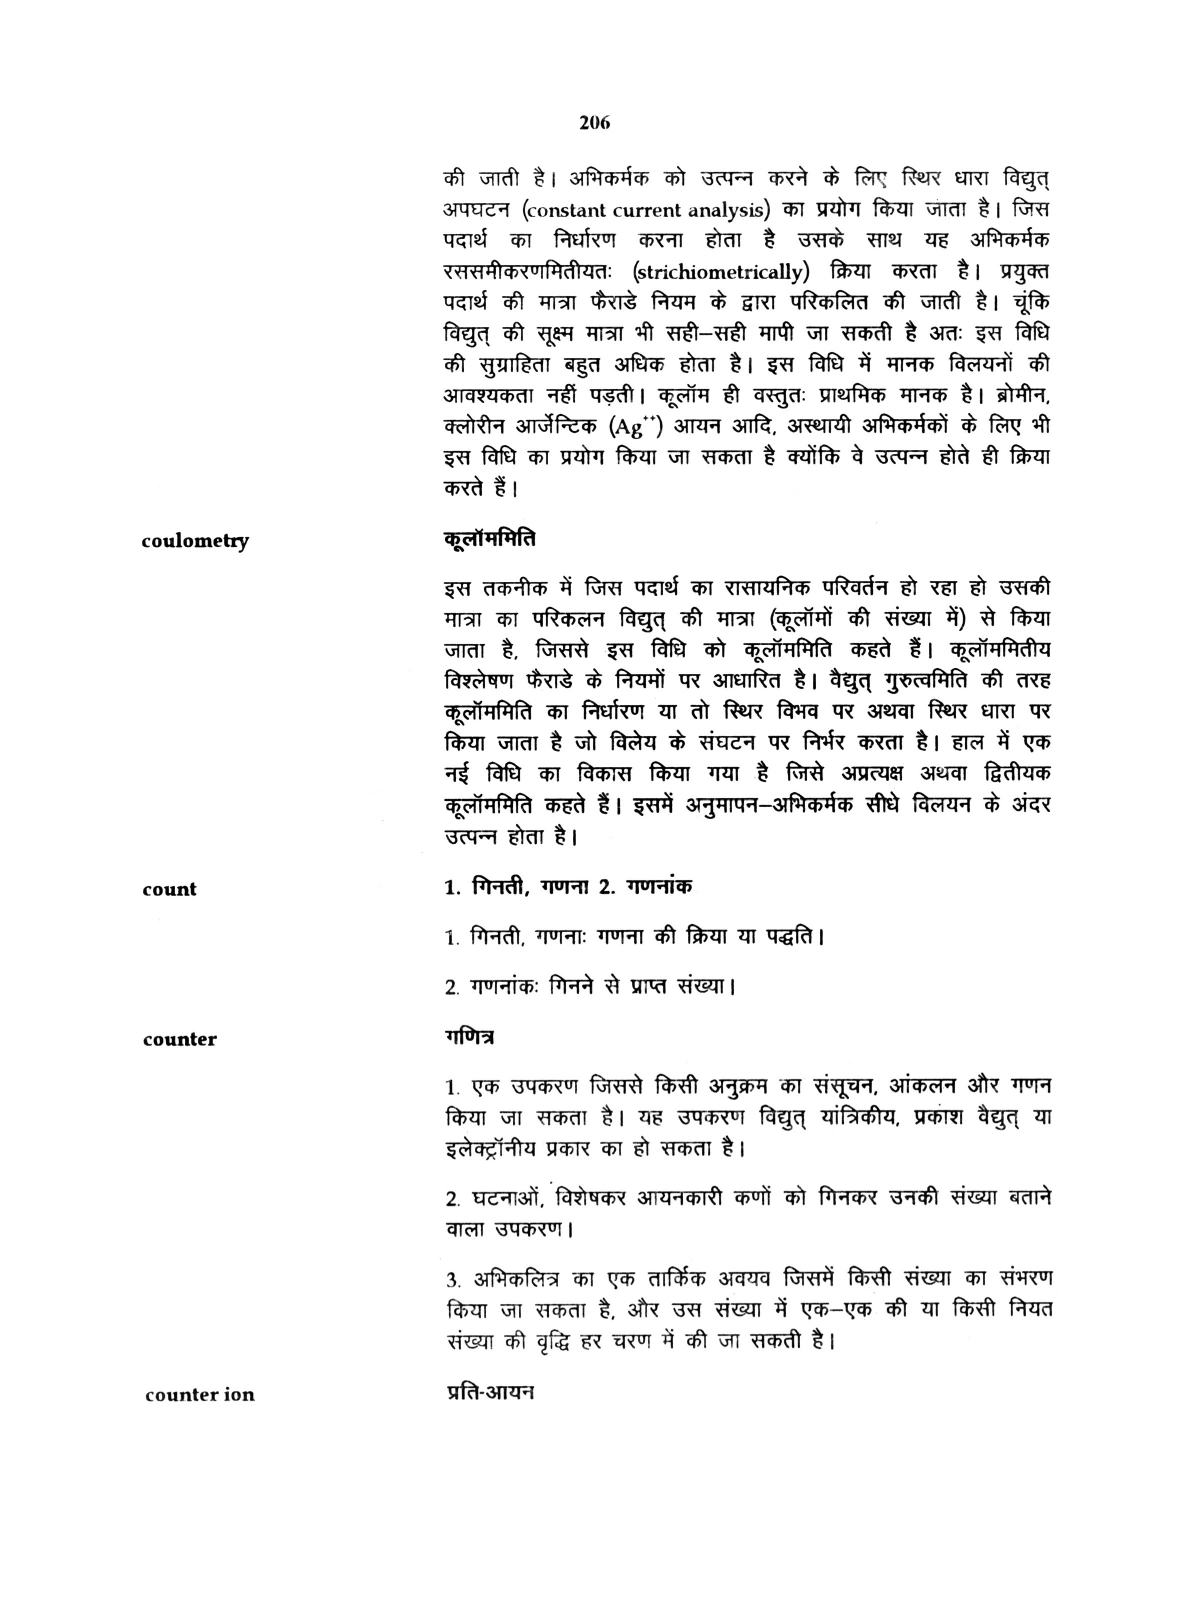 206
की जाती है। अभिकर्मक को उत्पन्न करने के लिए स्थिर धारा विद्युत्
अपघटन (constant current analysis) का प्रयोग किया जाता है। जिस
पदार्थ का निर्धारण करना होता है उसके साथ यह अभिकर्मक
रससमीकरणमितीयतः (strichiometrically) क्रिया करता है। प्रयुक्त
पदार्थ की मात्रा फैराडे नियम के द्वारा परिकलित की जाती है। चूंकि
विद्युत् की सूक्ष्म मात्रा भी सही–सही मापी जा सकती है अतः इस विधि
की सुग्राहिता बहुत अधिक होता है। इस विधि में मानक विलयनों की
आवश्यकता नहीं पड़ती। कूलॉम ही वस्तुतः प्राथमिक मानक है। ब्रोमीन,
क्लोरीन आर्जेन्टिक (Ag⁺⁺) आयन आदि, अस्थायी अभिकर्मकों के लिए भी
इस विधि का प्रयोग किया जा सकता है क्योंकि वे उत्पन्न होते ही क्रिया
करते हैं।
coulometry कूलॉममिति
इस तकनीक में जिस पदार्थ का रासायनिक परिवर्तन हो रहा हो उसकी
मात्रा का परिकलन विद्युत् की मात्रा (कूलॉमों की संख्या में) से किया
जाता है, जिससे इस विधि को कूलॉममिति कहते हैं। कूलॉममितीय
विश्लेषण फैराडे के नियमों पर आधारित है। वैद्युत् गुरुत्वमिति की तरह
कूलॉममिति का निर्धारण या तो स्थिर विभव पर अथवा स्थिर धारा पर
किया जाता है जो विलेय के संघटन पर निर्भर करता है। हाल में एक
नई विधि का विकास किया गया है जिसे अप्रत्यक्ष अथवा द्वितीयक
कूलॉममिति कहते हैं। इसमें अनुमापन–अभिकर्मक सीधे विलयन के अंदर
उत्पन्न होता है।
count 1. गिनती, गणना 2. गणनांक
1. गिनती, गणनाः गणना की क्रिया या पद्धति।
2. गणनांकः गिनने से प्राप्त संख्या।
counter गणित्र
1. एक उपकरण जिससे किसी अनुक्रम का संसूचन, आंकलन और गणन
किया जा सकता है। यह उपकरण विद्युत् यांत्रिकीय, प्रकाश वैद्युत् या
इलेक्ट्रॉनीय प्रकार का हो सकता है।
2. घटनाओं, विशेषकर आयनकारी कणों को गिनकर उनकी संख्या बताने
वाला उपकरण।
3. अभिकलित्र का एक तार्किक अवयव जिसमें किसी संख्या का संभरण
किया जा सकता है, और उस संख्या में एक–एक की या किसी नियत
संख्या की वृद्धि हर चरण में की जा सकती है।
counter ion प्रति-आयन